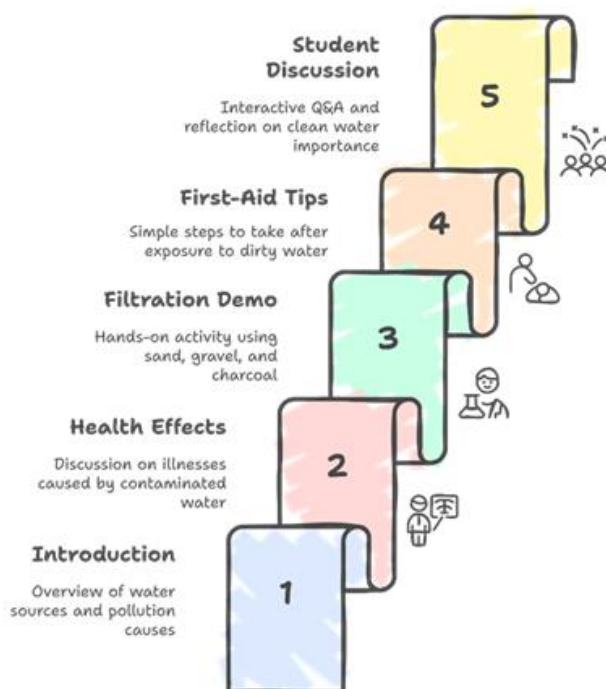 Student
Discussion
5
Interactive Q&A and
reflection on clean water
importance
First-Aid Tips
4
Simple steps to take after
exposure to dirty water
Filtration Demo
3
Hands-on activity using
sand, gravel, and
charcoal
Health Effects
2
Discussion on illnesses
caused by contaminated
water
Introduction
1
Overview of water
sources and pollution
causes